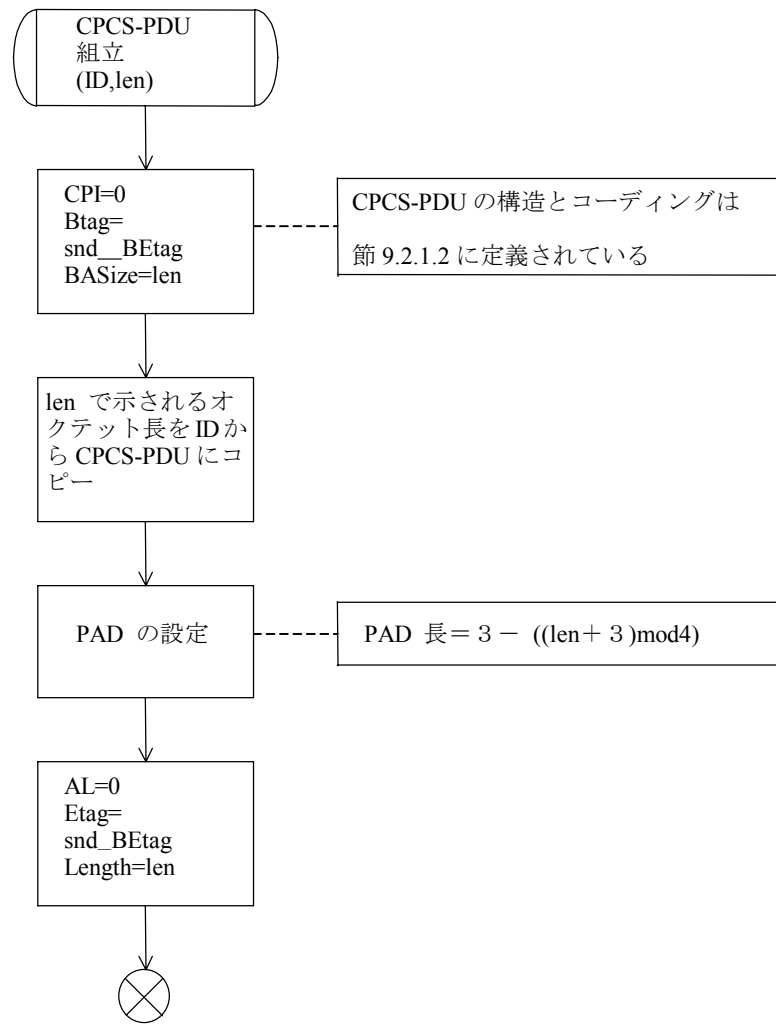 CPCS-PDU
組立
(ID,len)
CPI=0
Btag=
snd__BEtag
BASize=len
CPCS-PDU の構造とコーディングは
節 9.2.1.2 に定義されている
len で示されるオ
クテット長を ID か
ら CPCS-PDU にコ
ピー
PAD の設定
PAD 長＝３－ ((len＋３)mod4)
AL=0
Etag=
snd_BEtag
Length=len